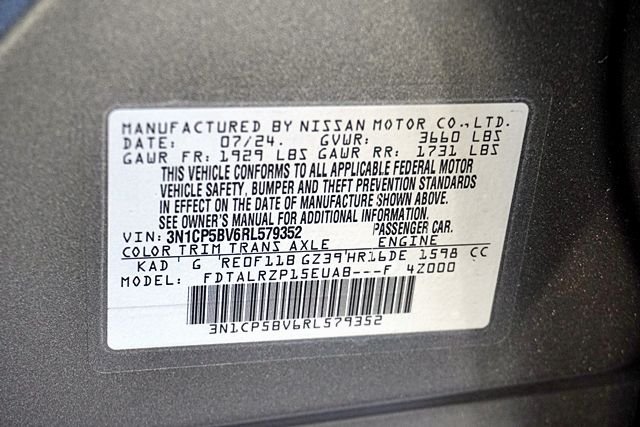 MANUFACTURED BY NISSAN MOTOR CO.,LTD.
DATE: 07/24. GVWR: 3660 LBS
GAWR FR: 1929 LBS GAWR RR: 1731 LBS
THIS VEHICLE CONFORMS TO ALL APPLICABLE FEDERAL MOTOR
VEHICLE SAFETY, BUMPER AND THEFT PREVENTION STANDARDS
IN EFFECT ON THE DATE OF MANUFACTURE SHOWN ABOVE.
SEE OWNER'S MANUAL FOR ADDITIONAL INFORMATION.
VIN: 3N1CP5BV6RL579352 PASSENGER CAR.
COLOR TRIM TRANS AXLE ENGINE
KAD G RE0F11B GZ39 HR16DE 1598 CC
MODEL: FDTALRZP15EUAB---F 4Z000
3N1CP5BV6RL579352